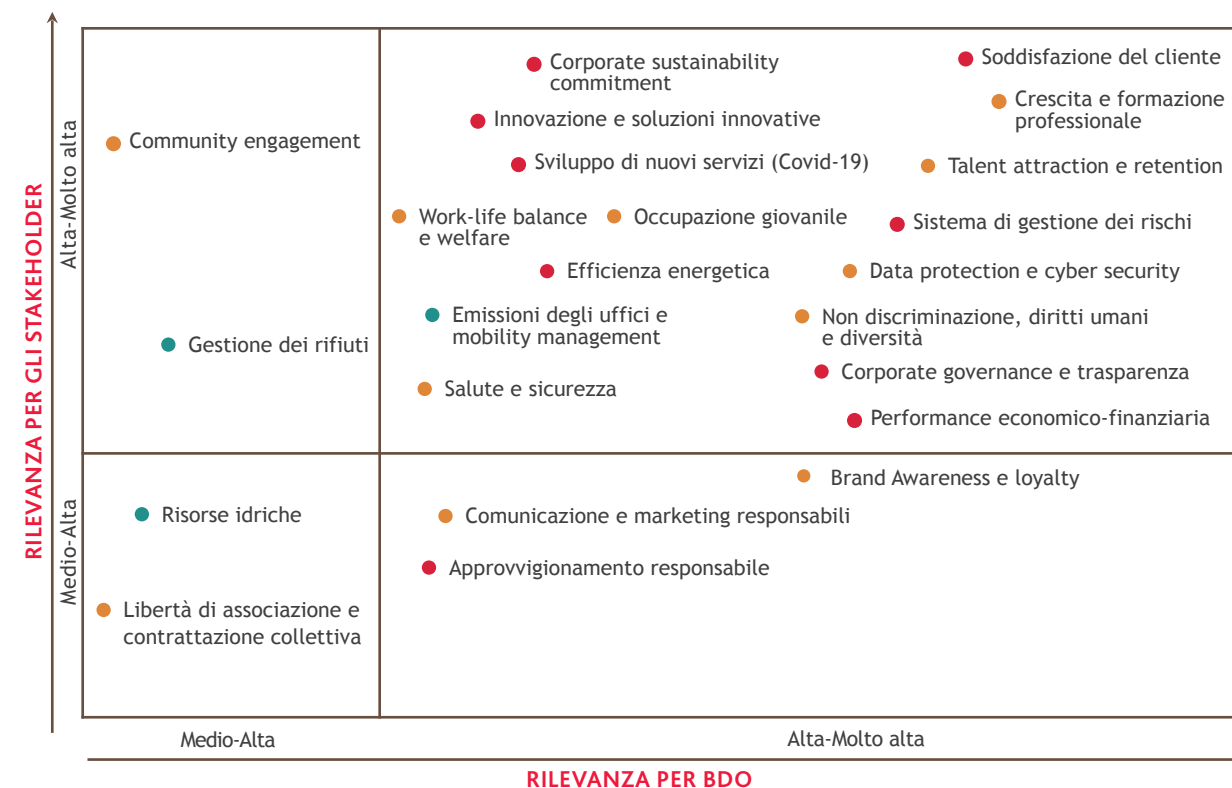 RILEVANZA PER GLI STAKEHOLDER
Alta-Molto alta
Medio-Alta
Community engagement
Gestione dei rifiuti
Corporate sustainability
commitment
Innovazione e soluzioni innovative
Sviluppo di nuovi servizi (Covid-19)
Work-life balance
e welfare
Occupazione giovanile
Efficienza energetica
Emissioni degli uffici e
mobility management
Salute e sicurezza
Soddisfazione del cliente
Crescita e formazione
professionale
Talent attraction e retention
Sistema di gestione dei rischi
Data protection e cyber security
Non discriminazione, diritti umani
e diversità
Corporate governance e trasparenza
Performance economico-finanziaria
Risorse idriche
Libertà di associazione e
contrattazione collettiva
Brand Awareness e loyalty
Comunicazione e marketing responsabili
Approvvigionamento responsabile
Medio-Alta
Alta-Molto alta
RILEVANZA PER BDO